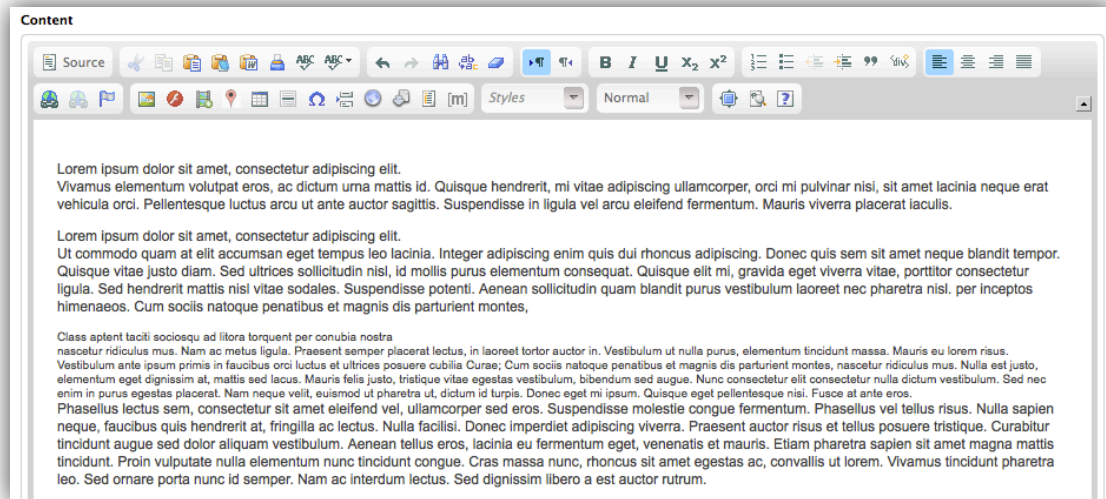 Content
Source ABC ABC B I U X₂ X² div
Ω [m] Styles Normal ?
Lorem ipsum dolor sit amet, consectetur adipiscing elit.
Vivamus elementum volutpat eros, ac dictum urna mattis id. Quisque hendrerit, mi vitae adipiscing ullamcorper, orci mi pulvinar nisi, sit amet lacinia neque erat
vehicula orci. Pellentesque luctus arcu ut ante auctor sagittis. Suspendisse in ligula vel arcu eleifend fermentum. Mauris viverra placerat iaculis.
Lorem ipsum dolor sit amet, consectetur adipiscing elit.
Ut commodo quam at elit accumsan eget tempus leo lacinia. Integer adipiscing enim quis dui rhoncus adipiscing. Donec quis sem sit amet neque blandit tempor.
Quisque vitae justo diam. Sed ultrices sollicitudin nisl, id mollis purus elementum consequat. Quisque elit mi, gravida eget viverra vitae, porttitor consectetur
ligula. Sed hendrerit mattis nisl vitae sodales. Suspendisse potenti. Aenean sollicitudin quam blandit purus vestibulum laoreet nec pharetra nisl. per inceptos
himenaeos. Cum sociis natoque penatibus et magnis dis parturient montes,
Class aptent taciti sociosqu ad litora torquent per conubia nostra
nascetur ridiculus mus. Nam ac metus ligula. Praesent semper placerat lectus, in laoreet tortor auctor in. Vestibulum ut nulla purus, elementum tincidunt massa. Mauris eu lorem risus.
Vestibulum ante ipsum primis in faucibus orci luctus et ultrices posuere cubilia Curae; Cum sociis natoque penatibus et magnis dis parturient montes, nascetur ridiculus mus. Nulla est justo,
elementum eget dignissim at, mattis sed lacus. Mauris felis justo, tristique vitae egestas vestibulum, bibendum sed augue. Nunc consectetur elit consectetur nulla dictum vestibulum. Sed nec
enim in purus egestas placerat. Nam neque velit, euismod ut pharetra ut, dictum id turpis. Donec eget mi ipsum. Quisque eget pellentesque nisi. Fusce at ante eros.
Phasellus lectus sem, consectetur sit amet eleifend vel, ullamcorper sed eros. Suspendisse molestie congue fermentum. Phasellus vel tellus risus. Nulla sapien
neque, faucibus quis hendrerit at, fringilla ac lectus. Nulla facilisi. Donec imperdiet adipiscing viverra. Praesent auctor risus et tellus posuere tristique. Curabitur
tincidunt augue sed dolor aliquam vestibulum. Aenean tellus eros, lacinia eu fermentum eget, venenatis et mauris. Etiam pharetra sapien sit amet magna mattis
tincidunt. Proin vulputate nulla elementum nunc tincidunt congue. Cras massa nunc, rhoncus sit amet egestas ac, convallis ut lorem. Vivamus tincidunt pharetra
leo. Sed ornare porta nunc id semper. Nam ac interdum lectus. Sed dignissim libero a est auctor rutrum.